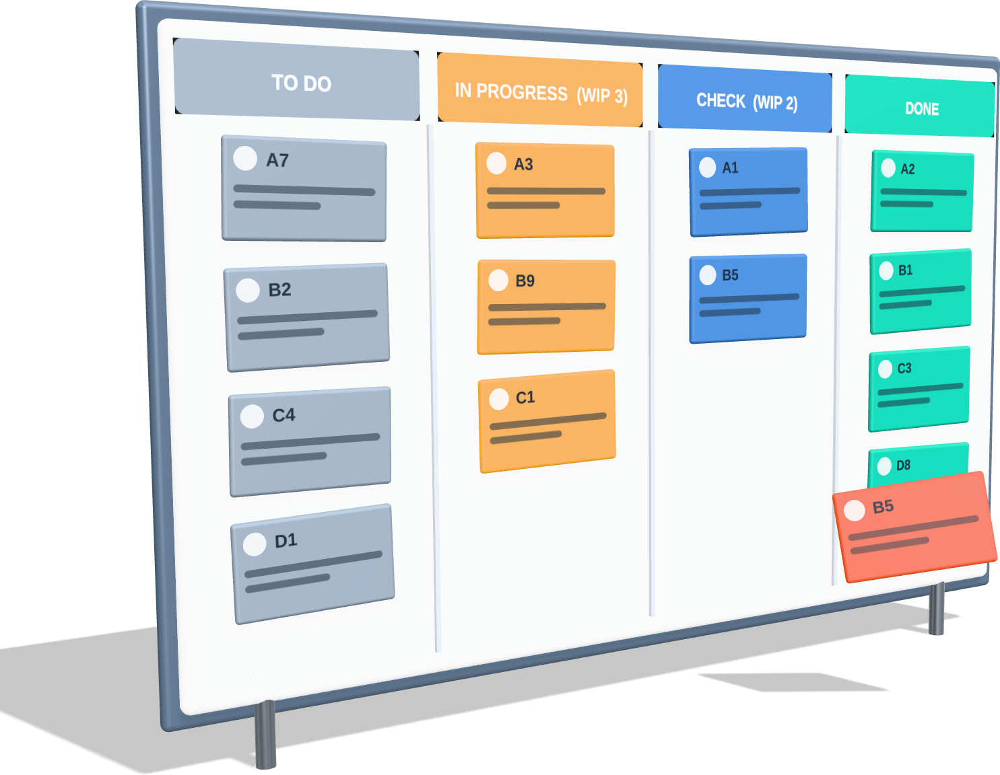 TO DO
IN PROGRESS (WIP 3)
CHECK (WIP 2)
DONE
A7
B2
C4
D1
A3
B9
C1
A1
B5
A2
B1
C3
D8
B5